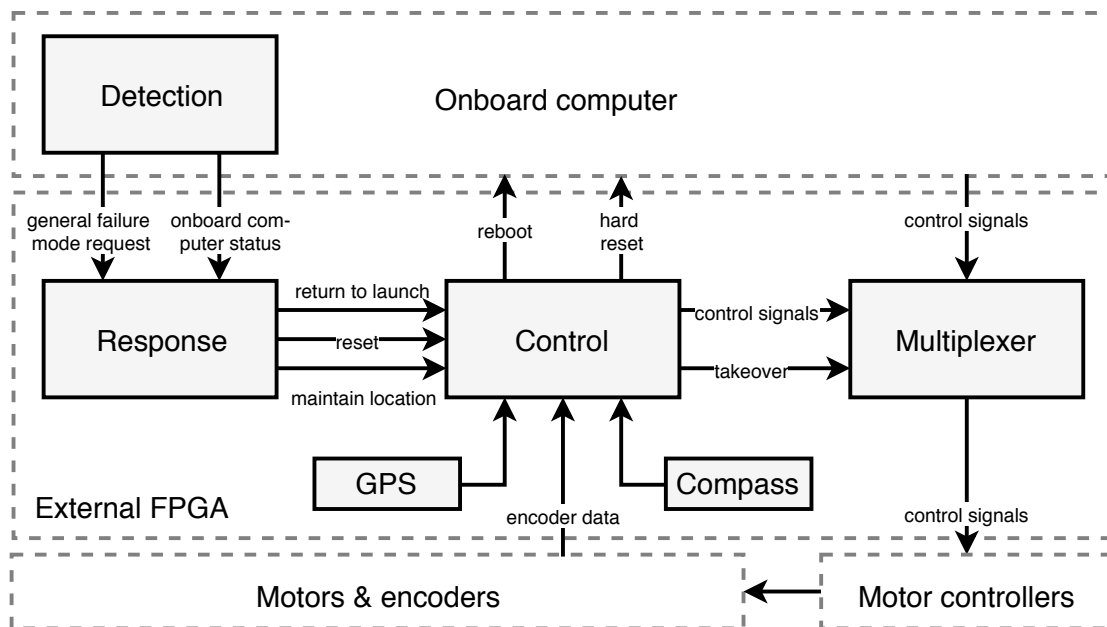 Detection
Onboard computer
general failure
mode request
onboard com-
puter status
reboot
hard
reset
control signals
Response
return to launch
reset
maintain location
Control
control signals
takeover
Multiplexer
GPS
Compass
External FPGA
encoder data
control signals
Motors & encoders
Motor controllers